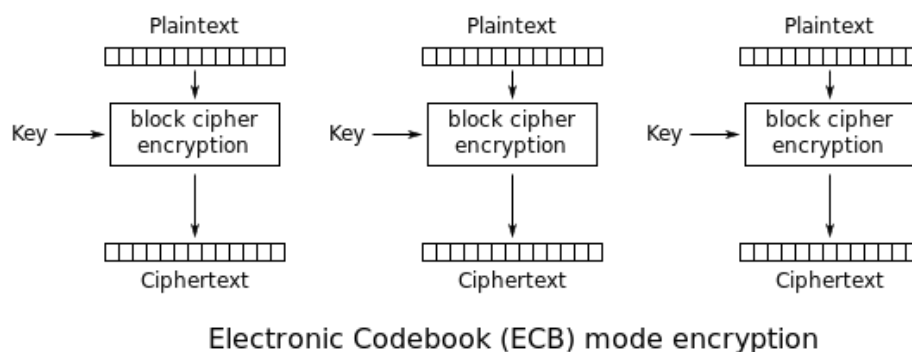 Plaintext
Plaintext
Plaintext
Key
block cipher
encryption
Key
block cipher
encryption
Key
block cipher
encryption
Ciphertext
Ciphertext
Ciphertext
Electronic Codebook (ECB) mode encryption